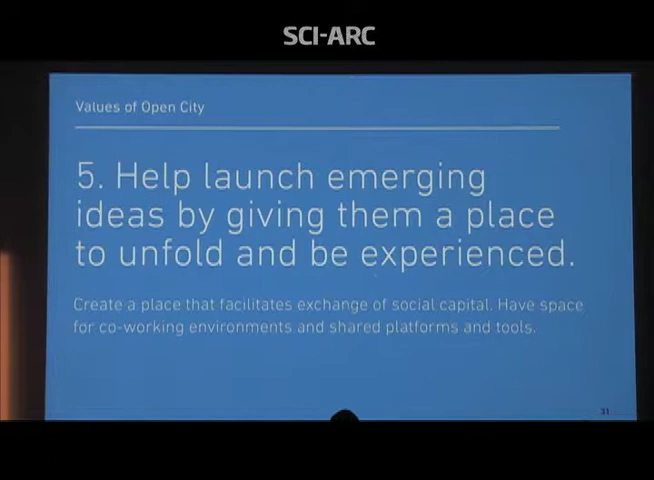 SCI-ARC
Values of Open City
5. Help launch emerging
ideas by giving them a place
to unfold and be experienced.
Create a place that facilitates exchange of social capital. Have space
for co-working environments and shared platforms and tools.
31